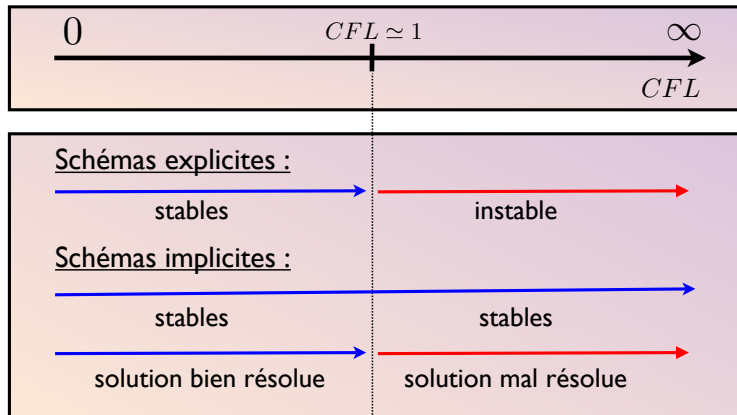 0 CFL ≃ 1 ∞
CFL
Schémas explicites :
stables instable
Schémas implicites :
stables stables
solution bien résolue solution mal résolue